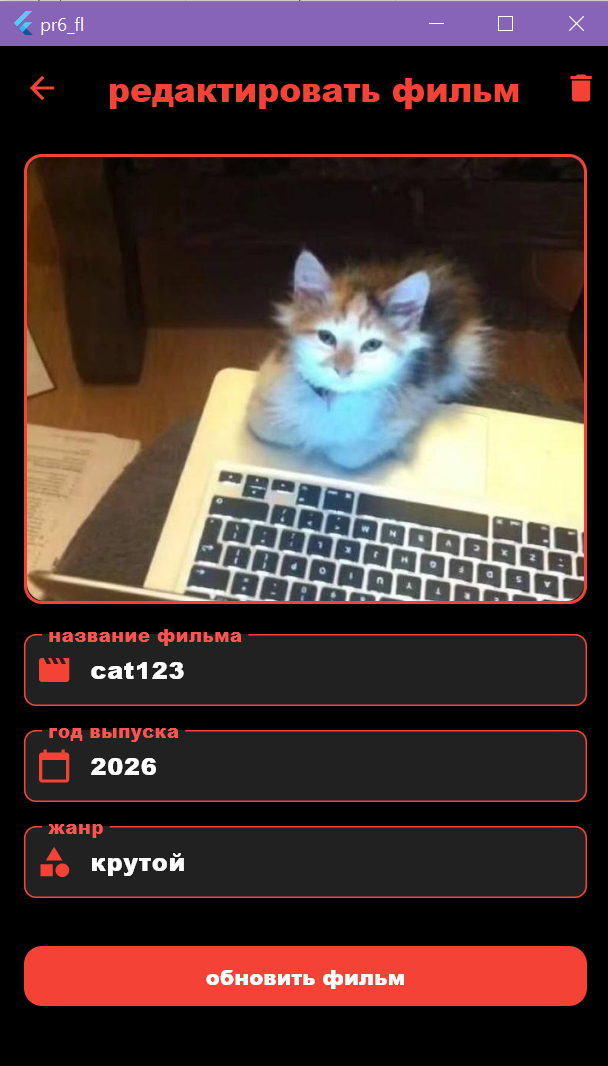 pr6_fl
редактировать фильм
название фильма
cat123
год выпуска
2026
жанр
крутой
обновить фильм